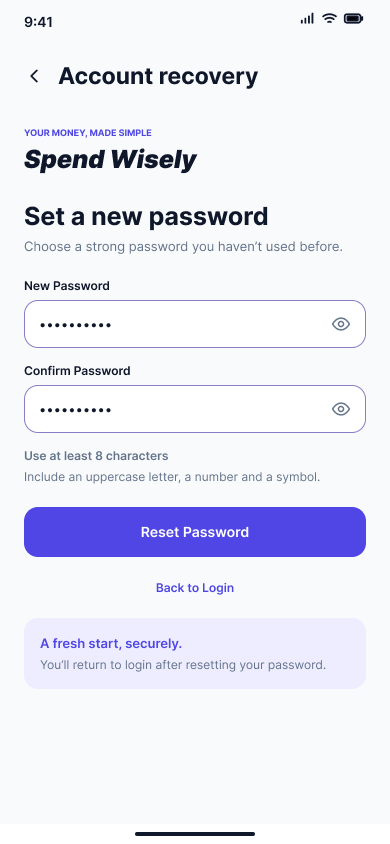 9:41
Account recovery
YOUR MONEY, MADE SIMPLE
Spend Wisely
Set a new password
Choose a strong password you haven’t used before.
New Password
••••••••••
Confirm Password
••••••••••
Use at least 8 characters
Include an uppercase letter, a number and a symbol.
Reset Password
Back to Login
A fresh start, securely.
You’ll return to login after resetting your password.